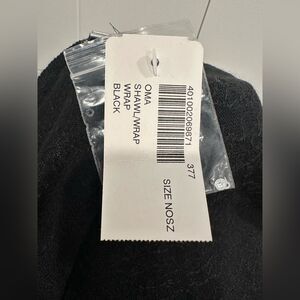 401002069871
377
SIZE NOSZ
OMA
SHAWL/WRAP
WRAP
BLACK